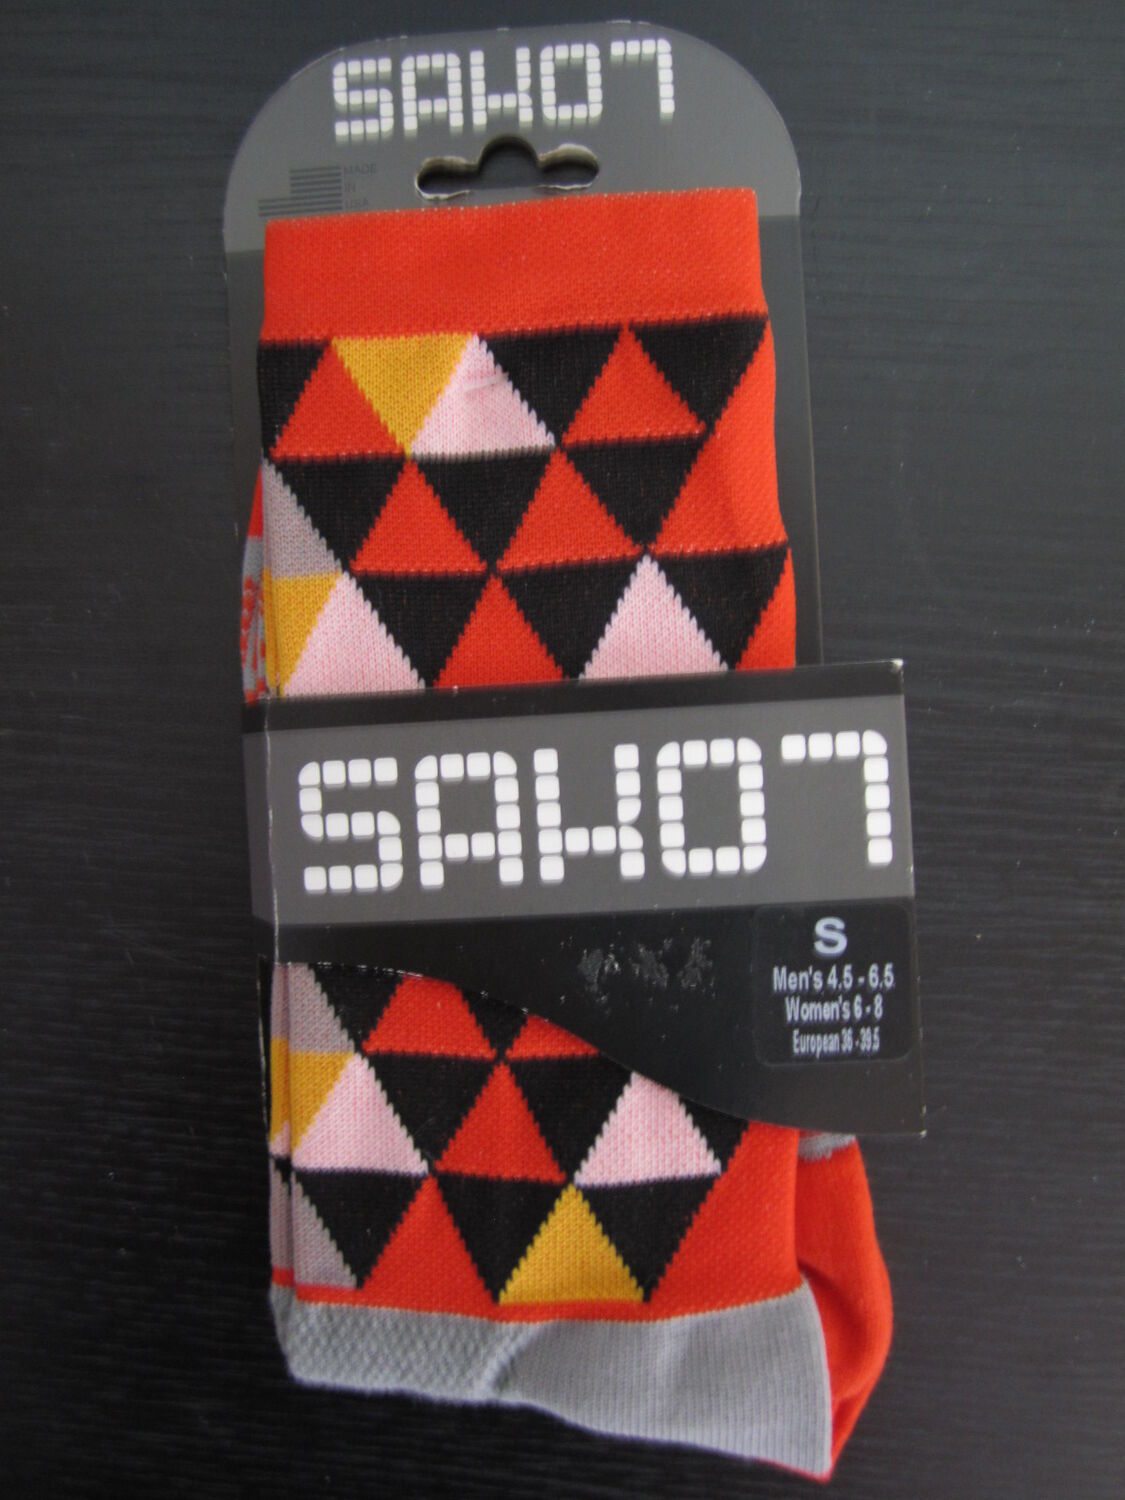 SAKO7
MADE
IN
USA
SAKO7
S
Men's 4.5 - 6.5
Women's 6 - 8
European 36 - 39.5